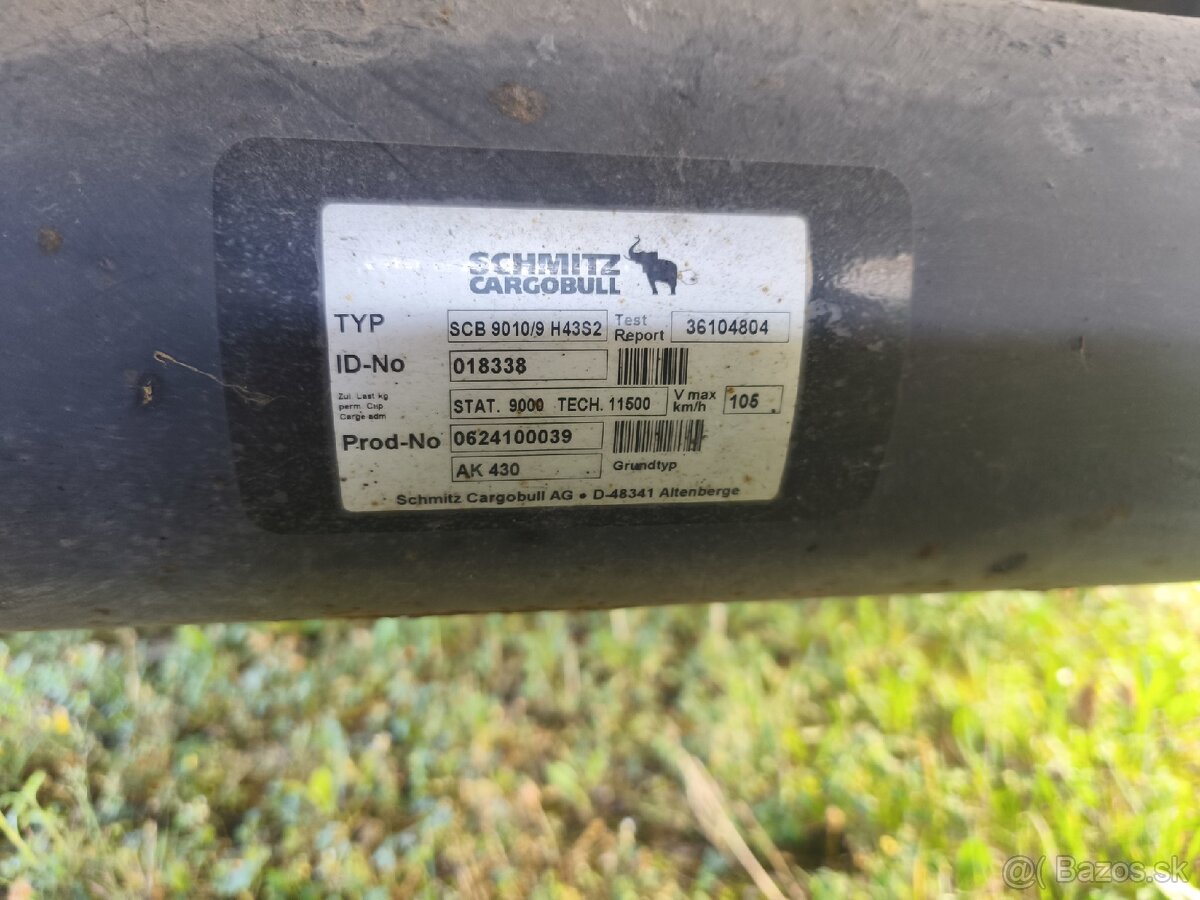 SCHMITZ
CARGOBULL
TYP SCB 9010/9 H43S2 Test Report 36104804
ID-No 018338
Zul. Last kg
perm. Cap
Carge adm
STAT. 9000 TECH. 11500 V max km/h 105
Prod-No 0624100039
AK 430 Grundtyp
Schmitz Cargobull AG • D-48341 Altenberge
@( Bazos.sk